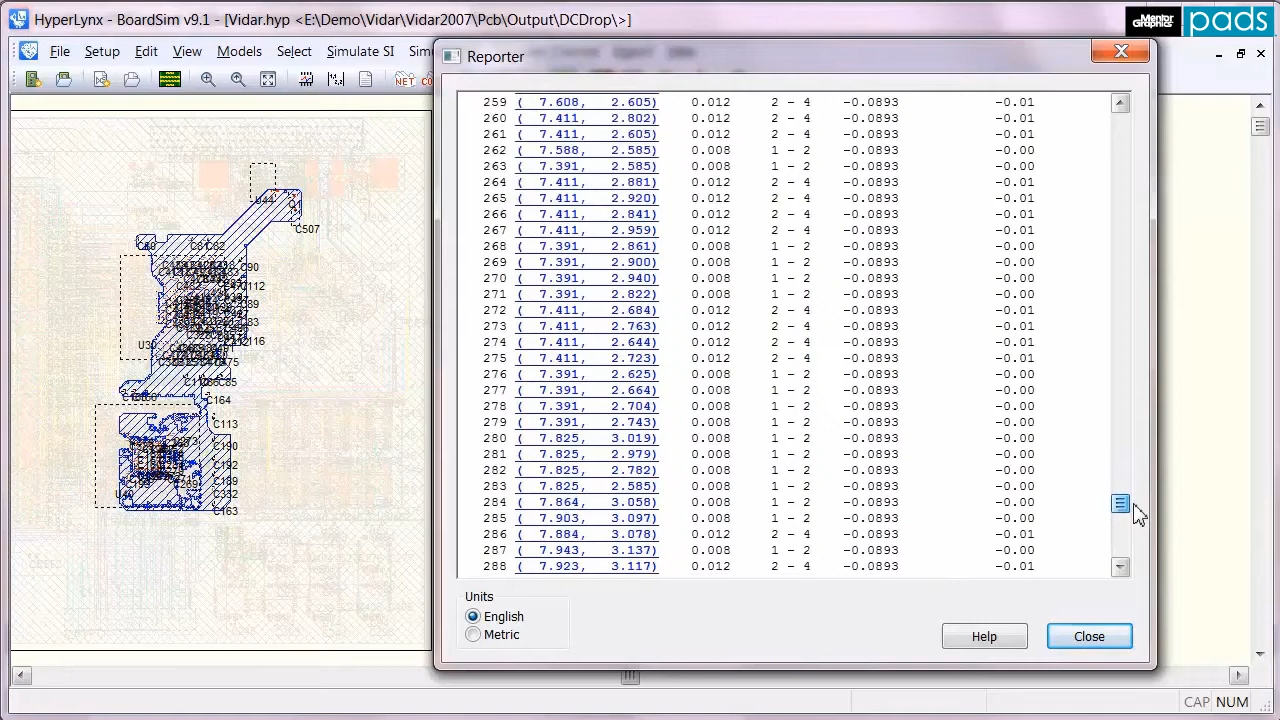 HyperLynx - BoardSim v9.1 - [Vidar.hyp <E:\Demo\Vidar\Vidar2007\Pcb\Output\DCDrop\>]
Mentor Graphics pads
File Setup Edit View Models Select Simulate SI
Reporter
NET
259 ( 7.608, 2.605) 0.012 2 - 4 -0.0893 -0.01
260 ( 7.411, 2.802) 0.012 2 - 4 -0.0893 -0.01
261 ( 7.411, 2.605) 0.012 2 - 4 -0.0893 -0.01
262 ( 7.588, 2.585) 0.008 1 - 2 -0.0893 -0.00
263 ( 7.391, 2.585) 0.008 1 - 2 -0.0893 -0.00
264 ( 7.411, 2.881) 0.012 2 - 4 -0.0893 -0.01
265 ( 7.411, 2.920) 0.012 2 - 4 -0.0893 -0.01
266 ( 7.411, 2.841) 0.012 2 - 4 -0.0893 -0.01
267 ( 7.411, 2.959) 0.012 2 - 4 -0.0893 -0.01
268 ( 7.391, 2.861) 0.008 1 - 2 -0.0893 -0.00
269 ( 7.391, 2.900) 0.008 1 - 2 -0.0893 -0.00
270 ( 7.391, 2.940) 0.008 1 - 2 -0.0893 -0.00
271 ( 7.391, 2.822) 0.008 1 - 2 -0.0893 -0.00
272 ( 7.411, 2.684) 0.012 2 - 4 -0.0893 -0.01
273 ( 7.411, 2.763) 0.012 2 - 4 -0.0893 -0.01
274 ( 7.411, 2.644) 0.012 2 - 4 -0.0893 -0.01
275 ( 7.411, 2.723) 0.012 2 - 4 -0.0893 -0.01
276 ( 7.391, 2.625) 0.008 1 - 2 -0.0893 -0.00
277 ( 7.391, 2.664) 0.008 1 - 2 -0.0893 -0.00
278 ( 7.391, 2.704) 0.008 1 - 2 -0.0893 -0.00
279 ( 7.391, 2.743) 0.008 1 - 2 -0.0893 -0.00
280 ( 7.825, 3.019) 0.008 1 - 2 -0.0893 -0.00
281 ( 7.825, 2.979) 0.008 1 - 2 -0.0893 -0.00
282 ( 7.825, 2.782) 0.008 1 - 2 -0.0893 -0.00
283 ( 7.825, 2.585) 0.008 1 - 2 -0.0893 -0.00
284 ( 7.864, 3.058) 0.008 1 - 2 -0.0893 -0.00
285 ( 7.903, 3.097) 0.008 1 - 2 -0.0893 -0.00
286 ( 7.884, 3.078) 0.012 2 - 4 -0.0893 -0.01
287 ( 7.943, 3.137) 0.008 1 - 2 -0.0893 -0.00
288 ( 7.923, 3.117) 0.012 2 - 4 -0.0893 -0.01
U44
C507
C90
C112
C164
C113
C190
C192
C189
C232
C163
Units
English
Metric
Help Close
CAP NUM